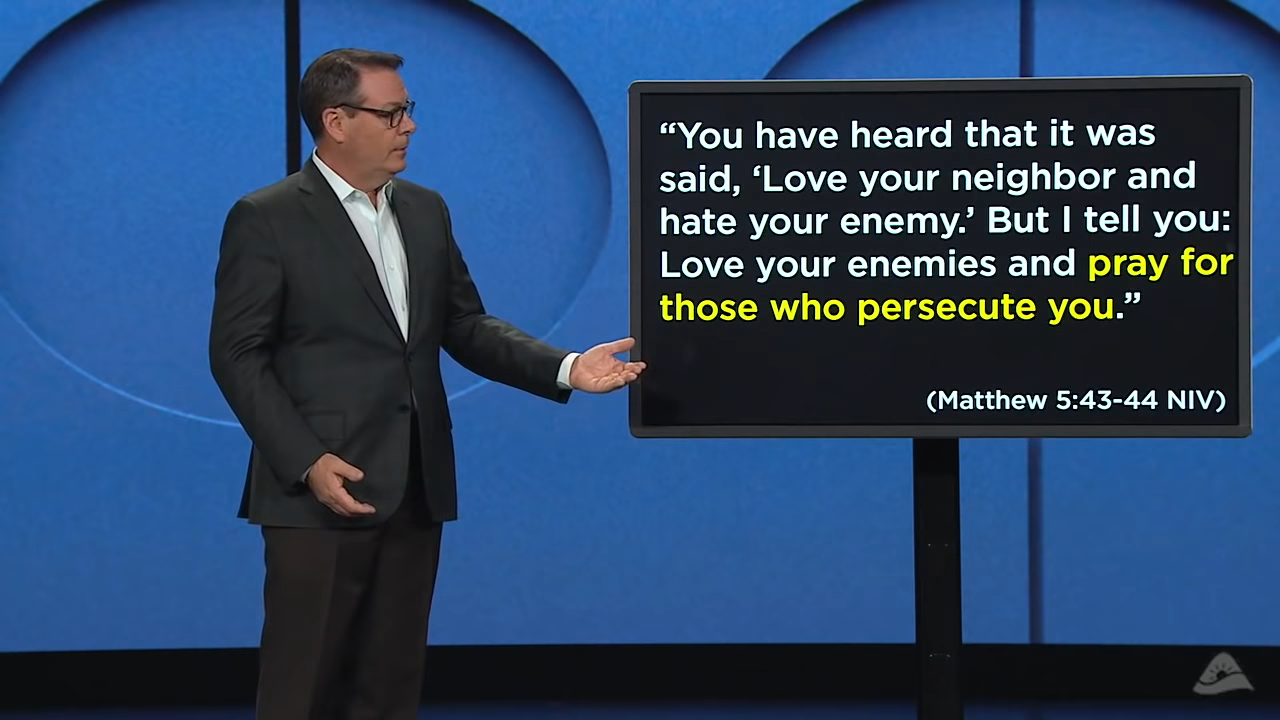 “You have heard that it was
said, ‘Love your neighbor and
hate your enemy.’ But I tell you:
Love your enemies and pray for
those who persecute you.”
(Matthew 5:43-44 NIV)